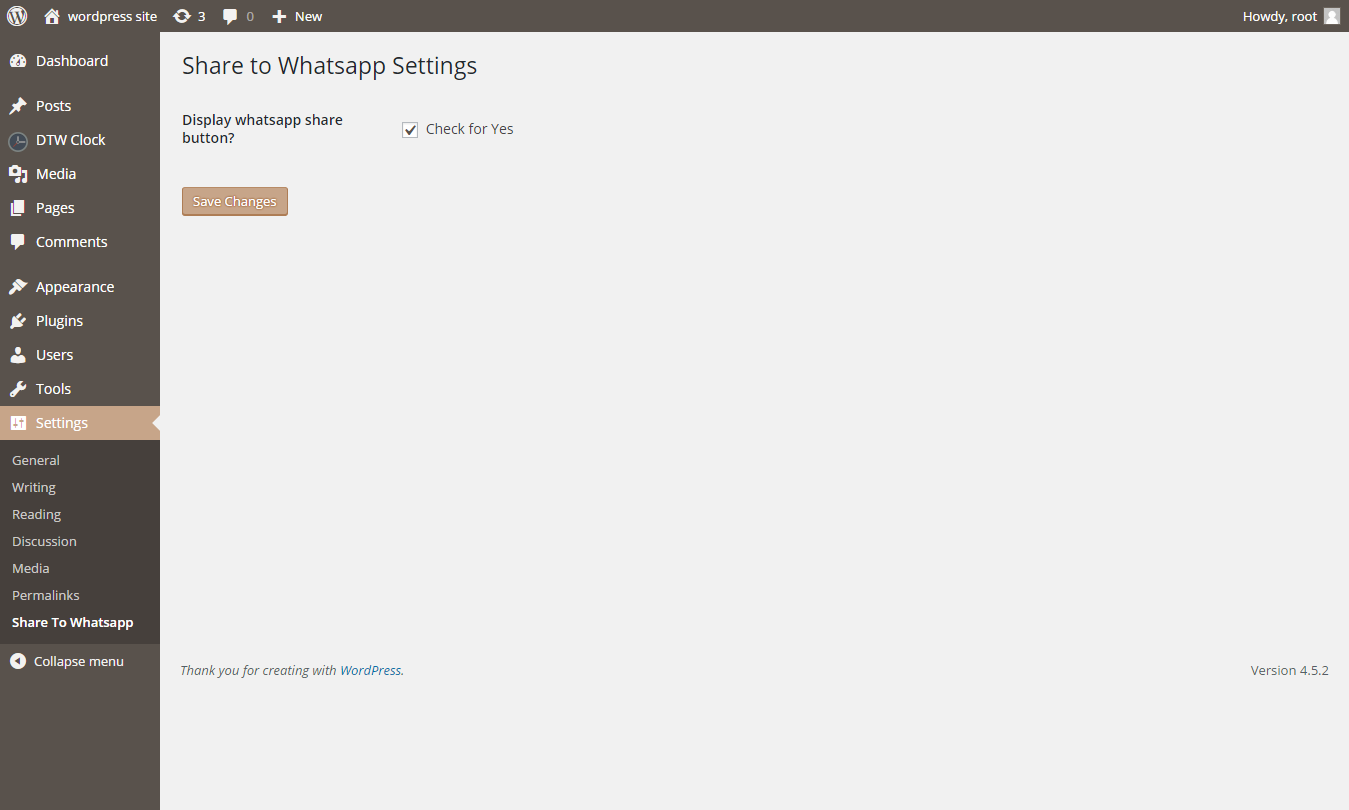 wordpress site 3 0 New Howdy, root
Dashboard
Posts
DTW Clock
Media
Pages
Comments
Appearance
Plugins
Users
Tools
Settings
General
Writing
Reading
Discussion
Media
Permalinks
Share To Whatsapp
Collapse menu
Share to Whatsapp Settings
Display whatsapp share
button?
Check for Yes
Save Changes
Thank you for creating with WordPress.
Version 4.5.2